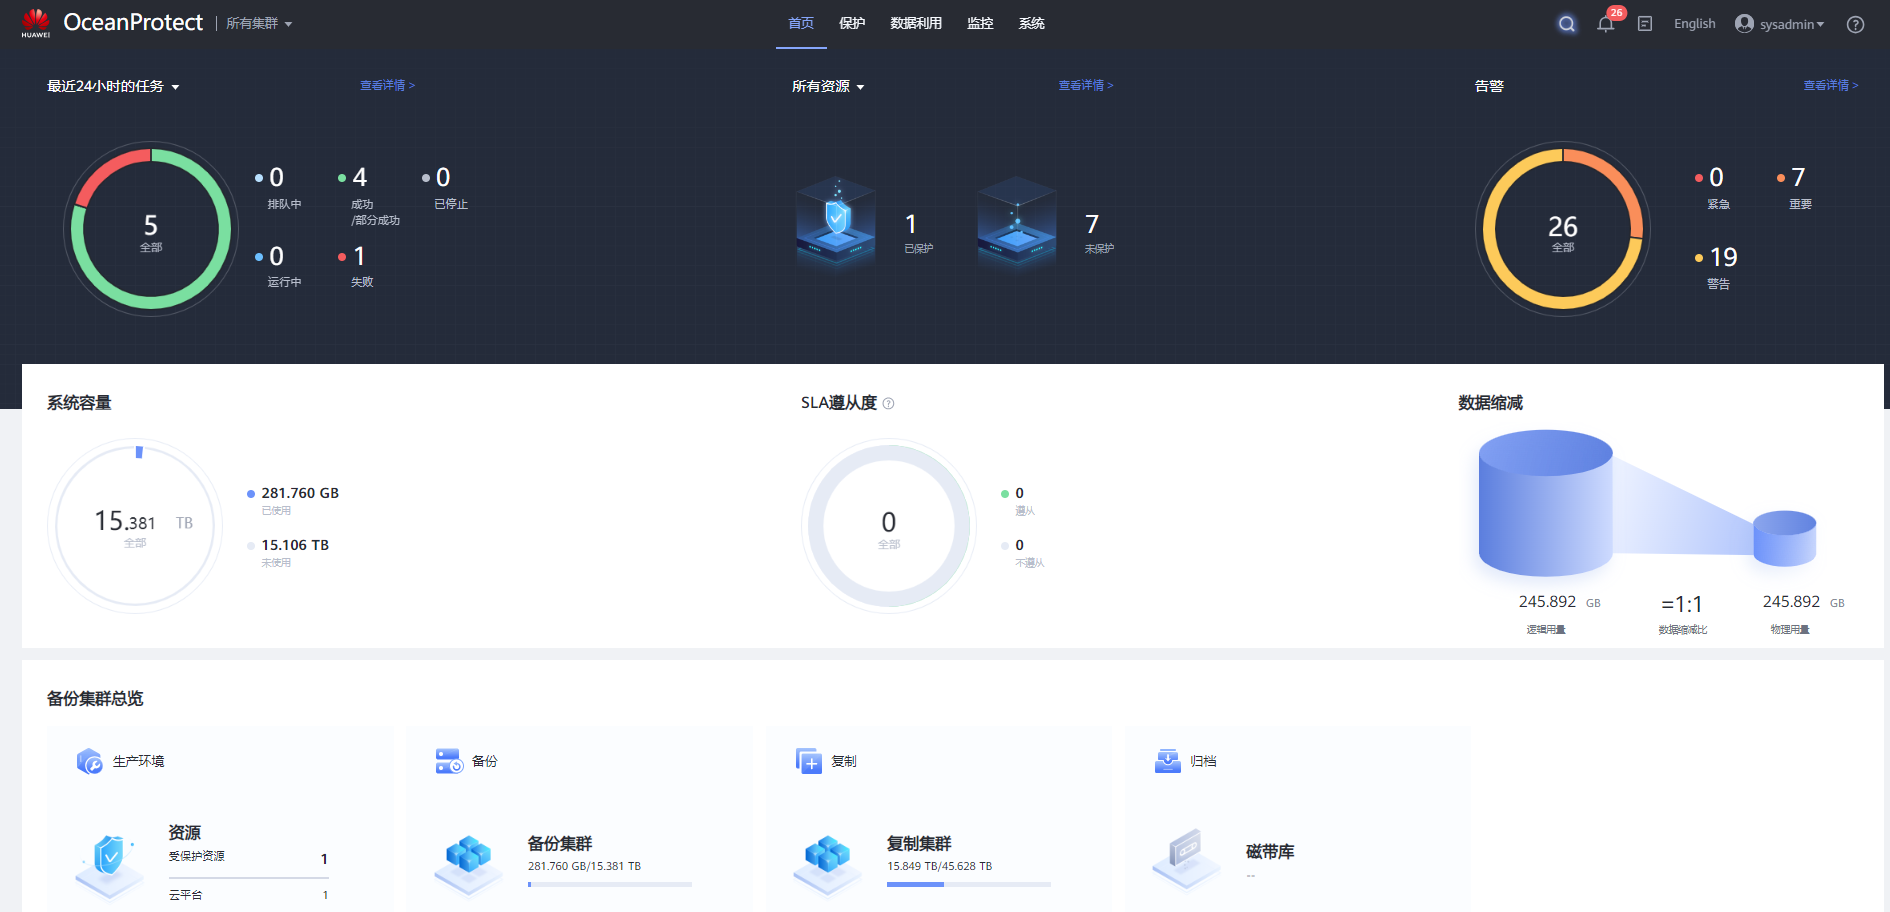 HUAWEI
OceanProtect
所有集群
首页
保护
数据利用
监控
系统
26
English
sysadmin
最近24小时的任务
查看详情 >
5
全部
0
排队中
4
成功
/部分成功
0
已停止
0
运行中
1
失败
所有资源
查看详情 >
1
已保护
7
未保护
告警
查看详情 >
26
全部
0
紧急
7
重要
19
警告
系统容量
15.381 TB
全部
281.760 GB
已使用
15.106 TB
未使用
SLA遵从度
0
全部
0
遵从
0
不遵从
数据缩减
245.892 GB
逻辑用量
=1:1
数据缩减比
245.892 GB
物理用量
备份集群总览
生产环境
资源
受保护资源 1
云平台 1
备份
备份集群
281.760 GB/15.381 TB
复制
复制集群
15.849 TB/45.628 TB
归档
磁带库
--